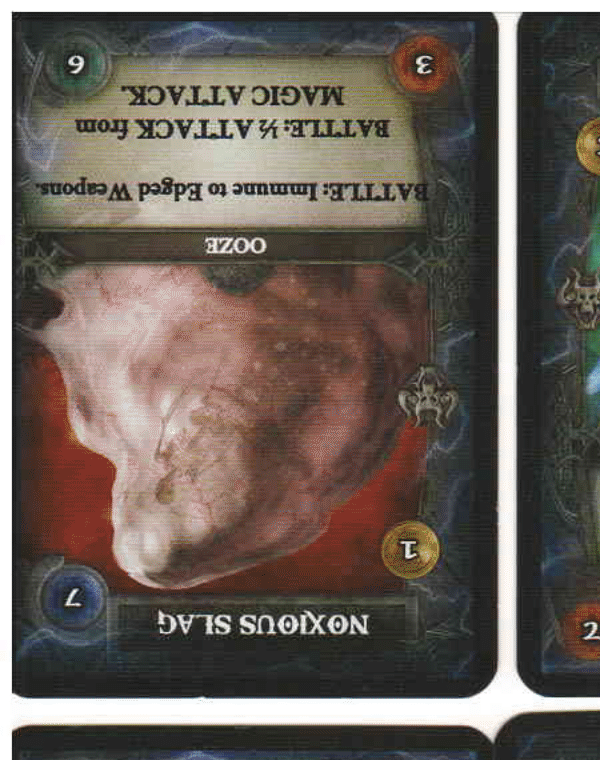 NOXIOUS SLAG
7
1
OOZE
BATTLE: Immune to Edged Weapons.
BATTLE: ½ ATTACK from
MAGIC ATTACK.
3
6
2